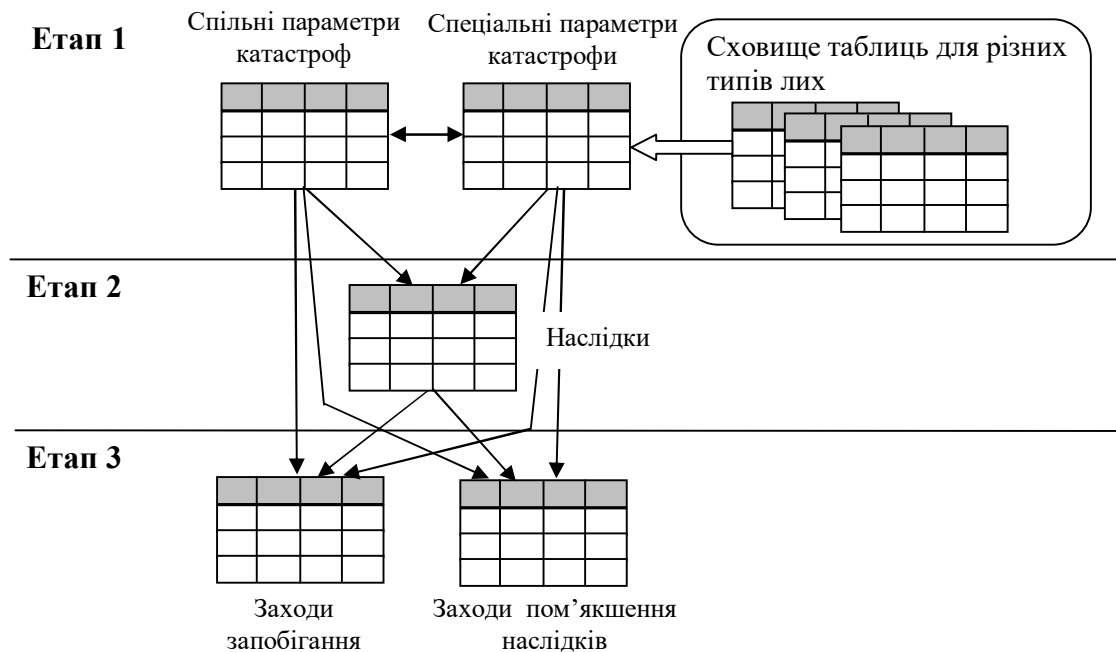 Етап 1
Спільні параметри
катастроф
Спеціальні параметри
катастрофи
Сховище таблиць для різних
типів лих
Етап 2
Наслідки
Етап 3
Заходи
запобігання
Заходи пом’якшення
наслідків